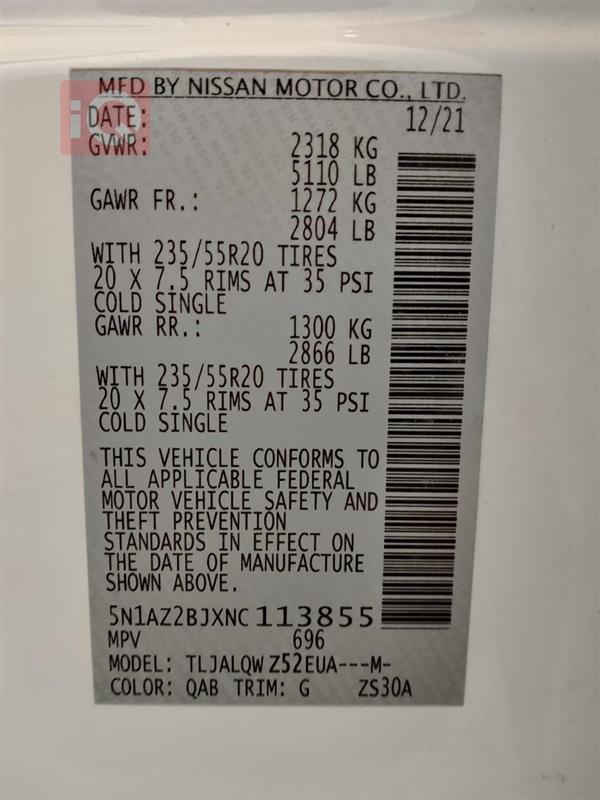 iQ
MFD BY NISSAN MOTOR CO., LTD.
DATE: 12/21
GVWR: 2318 KG
5110 LB
GAWR FR.: 1272 KG
2804 LB
WITH 235/55R20 TIRES
20 X 7.5 RIMS AT 35 PSI
COLD SINGLE
GAWR RR.: 1300 KG
2866 LB
WITH 235/55R20 TIRES
20 X 7.5 RIMS AT 35 PSI
COLD SINGLE
THIS VEHICLE CONFORMS TO
ALL APPLICABLE FEDERAL
MOTOR VEHICLE SAFETY AND
THEFT PREVENTION
STANDARDS IN EFFECT ON
THE DATE OF MANUFACTURE
SHOWN ABOVE.
5N1AZ2BJXNC113855
MPV 696
MODEL: TLJALQWZ52EUA---M-
COLOR: QAB TRIM: G ZS30A